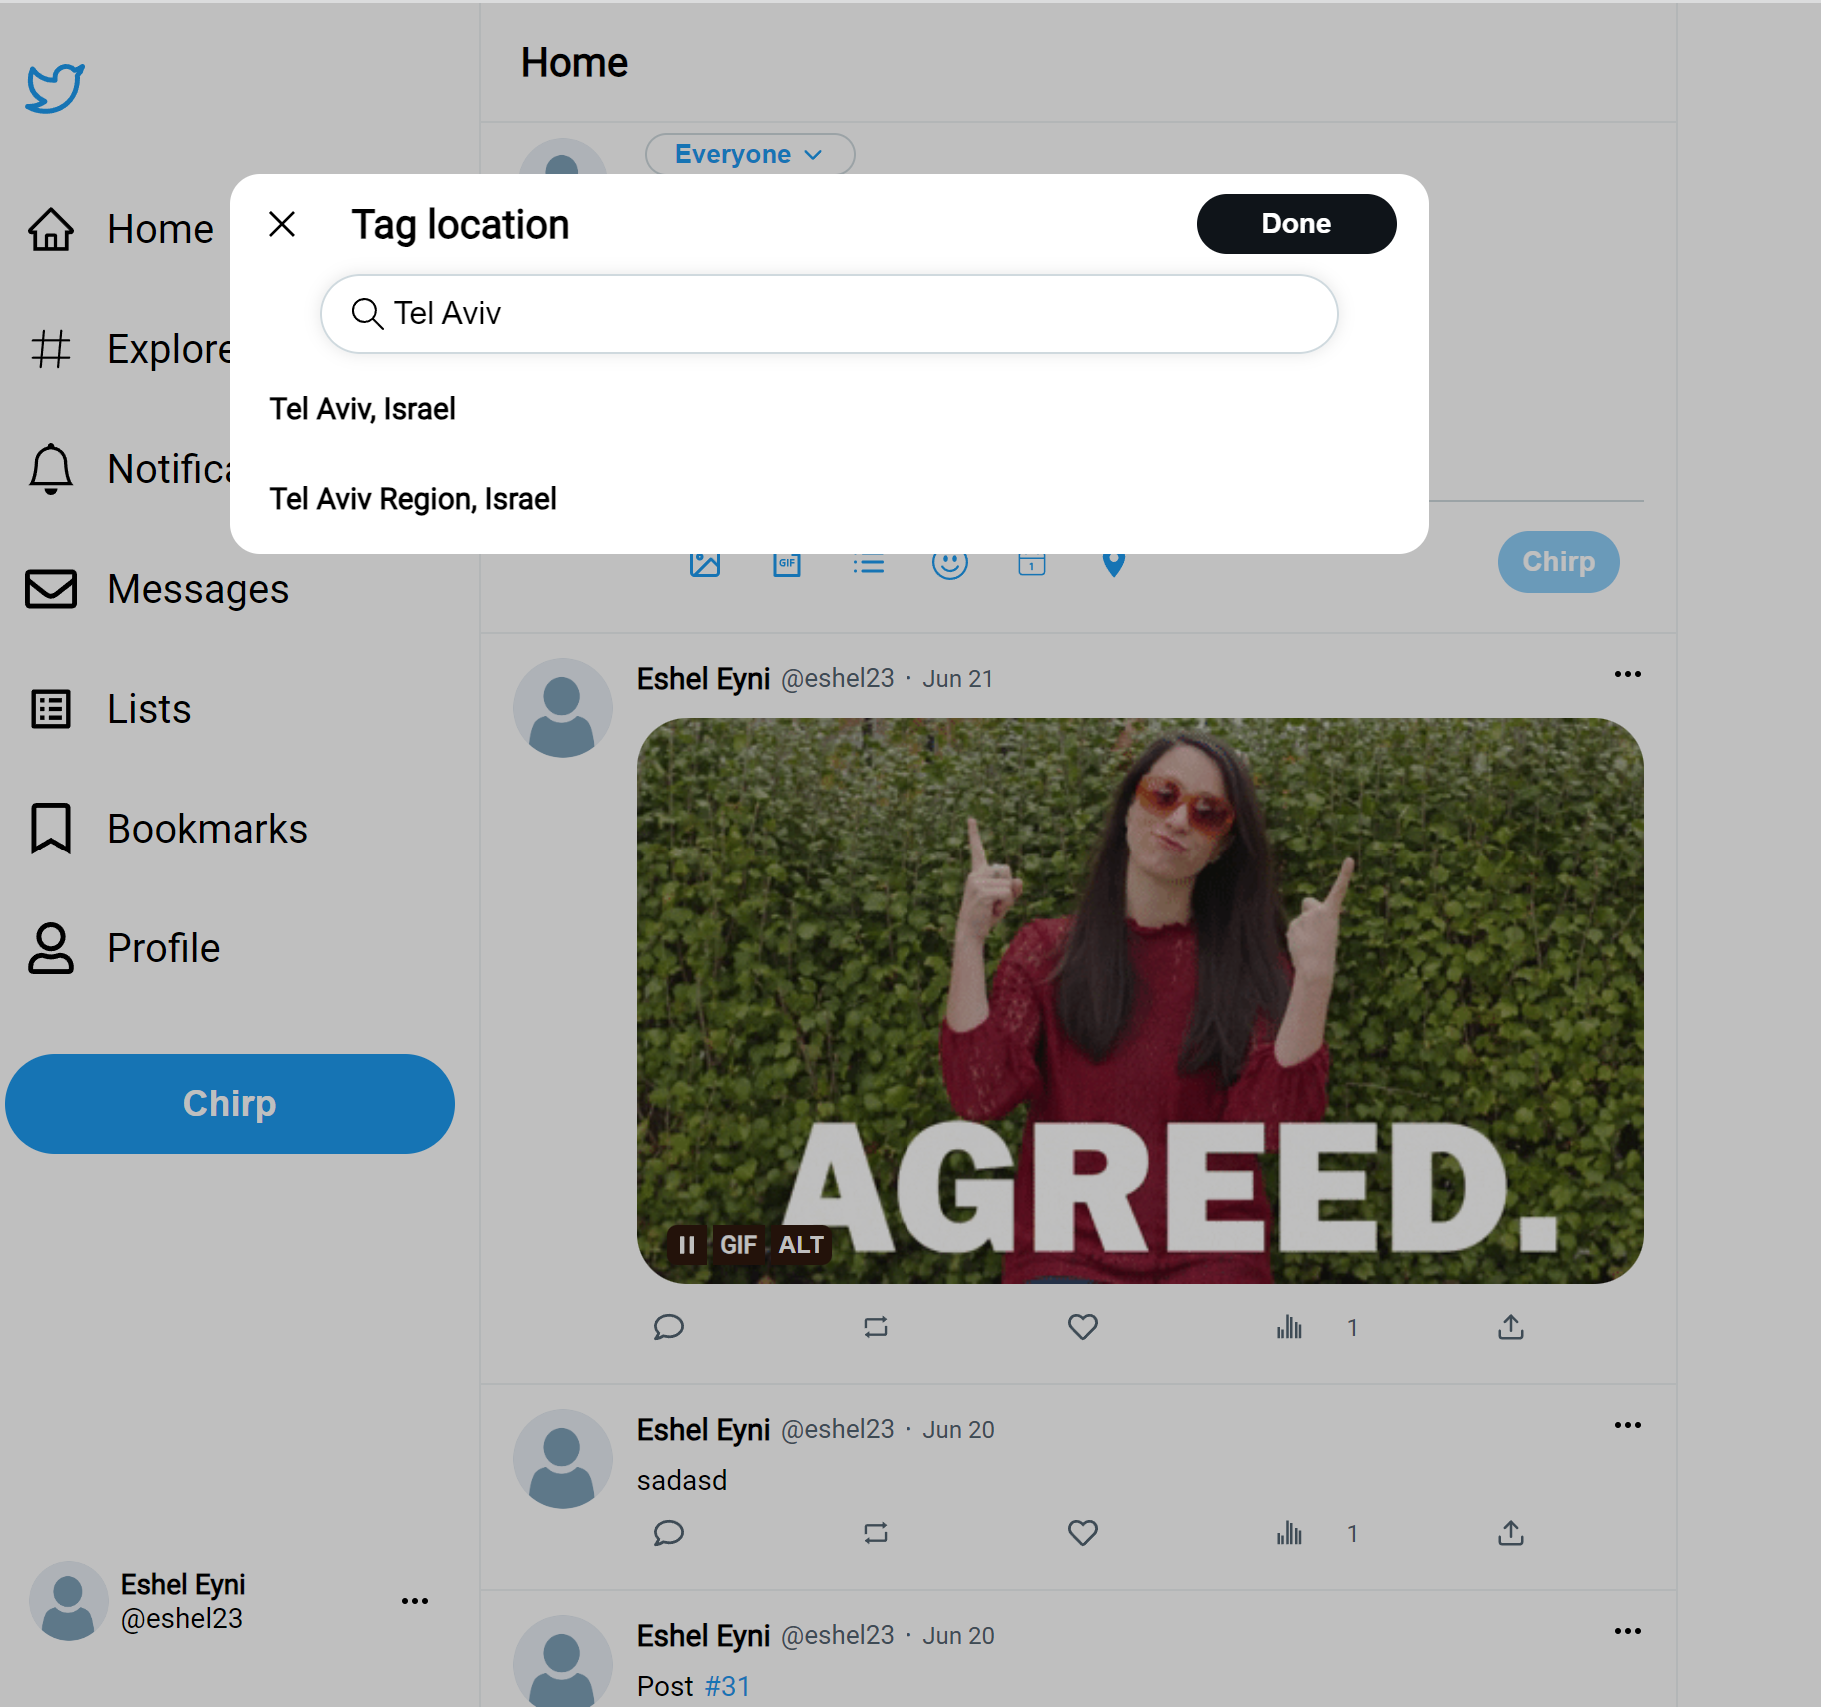 Home
Everyone
Home
Tag location
Done
Tel Aviv
Explore
Tel Aviv, Israel
Tel Aviv Region, Israel
GIF
1
Chirp
Messages
Lists
Bookmarks
Profile
Chirp
Eshel Eyni @eshel23 · Jun 21
AGREED.
GIF ALT
1
Eshel Eyni @eshel23 · Jun 20
sadasd
1
Eshel Eyni @eshel23 · Jun 20
Post #31
Eshel Eyni
@eshel23